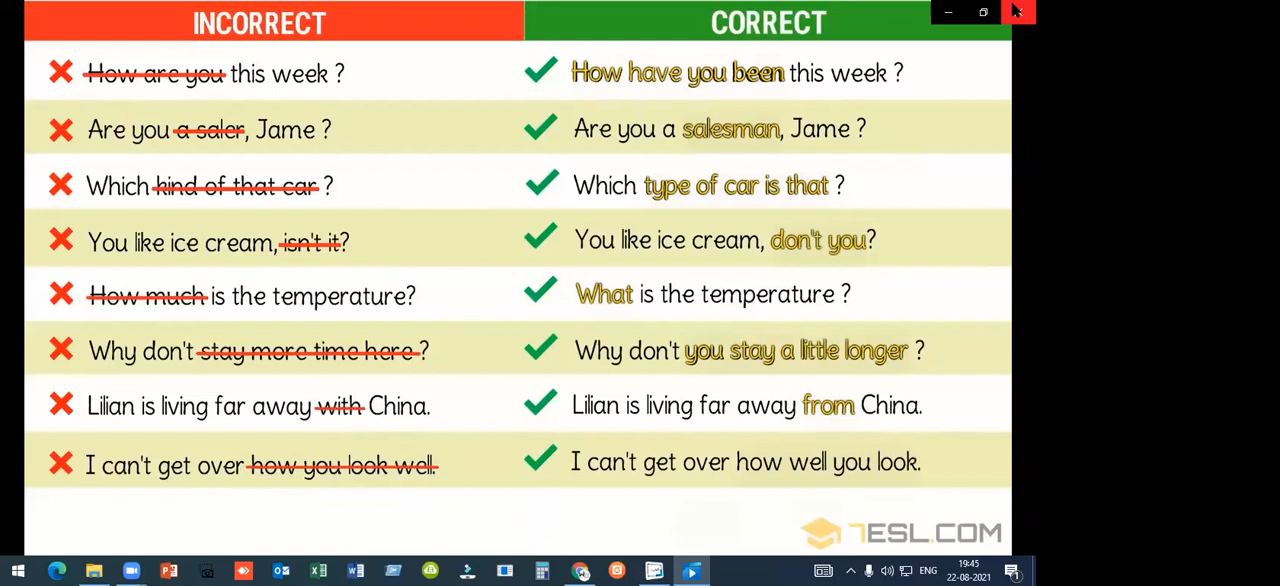 INCORRECT CORRECT
How are you this week ? How have you been this week ?
Are you a saler, Jame ? Are you a salesman, Jame ?
Which kind of that car ? Which type of car is that ?
You like ice cream, isn't it? You like ice cream, don't you?
How much is the temperature? What is the temperature ?
Why don't stay more time here ? Why don't you stay a little longer ?
Lilian is living far away with China. Lilian is living far away from China.
I can't get over how you look well. I can't get over how well you look.
7ESL.COM
ENG 19:45
22-08-2021